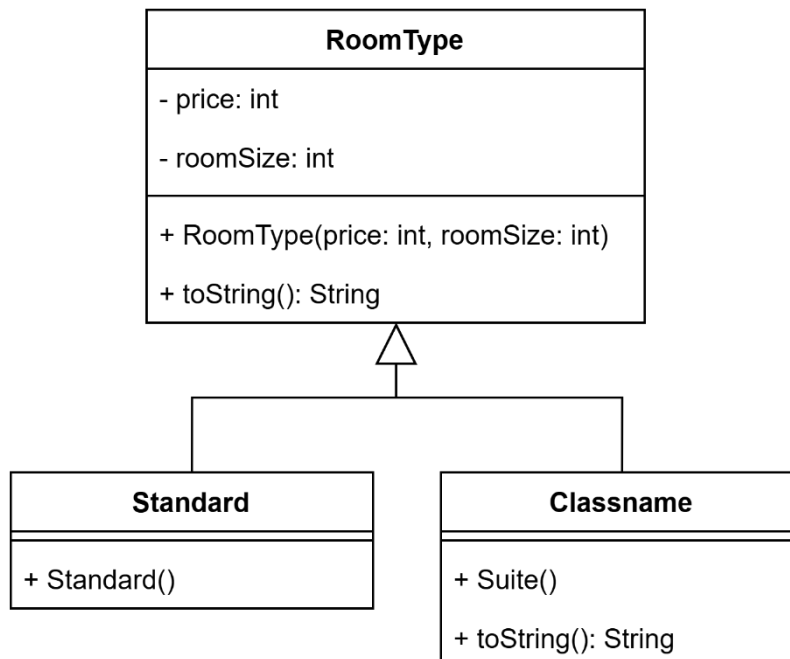 RoomType
- price: int
- roomSize: int
+ RoomType(price: int, roomSize: int)
+ toString(): String
Standard
+ Standard()
Classname
+ Suite()
+ toString(): String